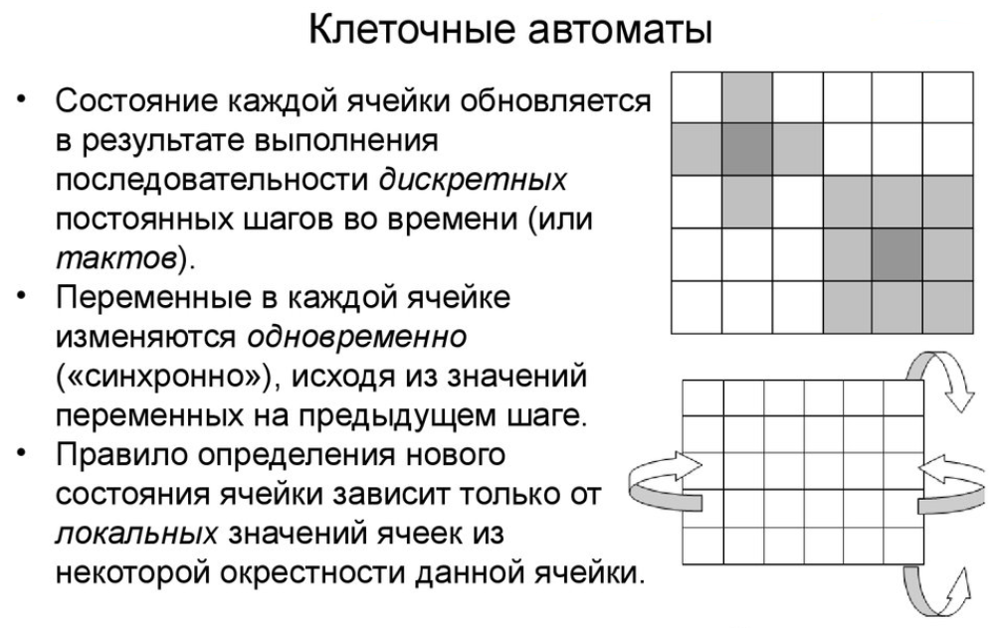 Клеточные автоматы
• Состояние каждой ячейки обновляется
в результате выполнения
последовательности дискретных
постоянных шагов во времени (или
тактов).
• Переменные в каждой ячейке
изменяются одновременно
(«синхронно»), исходя из значений
переменных на предыдущем шаге.
• Правило определения нового
состояния ячейки зависит только от
локальных значений ячеек из
некоторой окрестности данной ячейки.